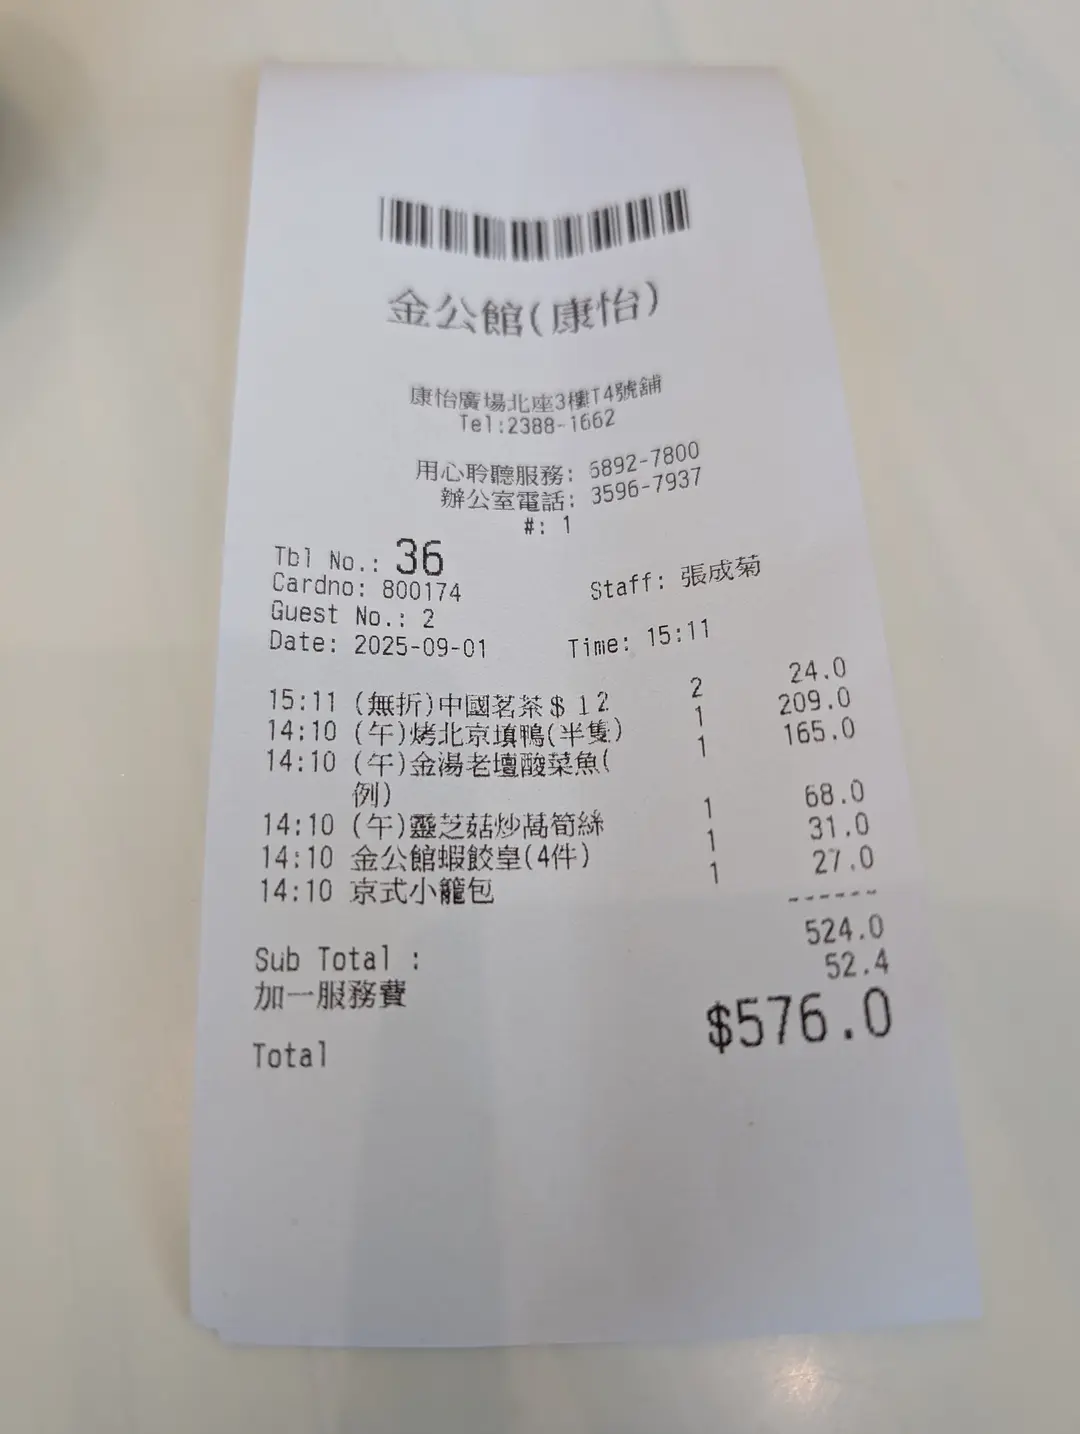 金公館(康怡)
康怡廣場北座3樓T4號舖
Tel:2388-1662
用心聆聽服務: 6892-7800
辦公室電話: 3596-7937
#: 1
Tbl No.: 36
Cardno: 800174 Staff: 張成菊
Guest No.: 2
Date: 2025-09-01 Time: 15:11
15:11 (無折)中國茗茶$12 2 24.0
14:10 (午)烤北京填鴨(半隻) 1 209.0
14:10 (午)金湯老壇酸菜魚( 1 165.0
例)
14:10 (午)靈芝菇炒萵筍絲 1 68.0
14:10 金公館蝦餃皇(4件) 1 31.0
14:10 京式小籠包 1 27.0
------
Sub Total : 524.0
加一服務費 52.4
Total $576.0